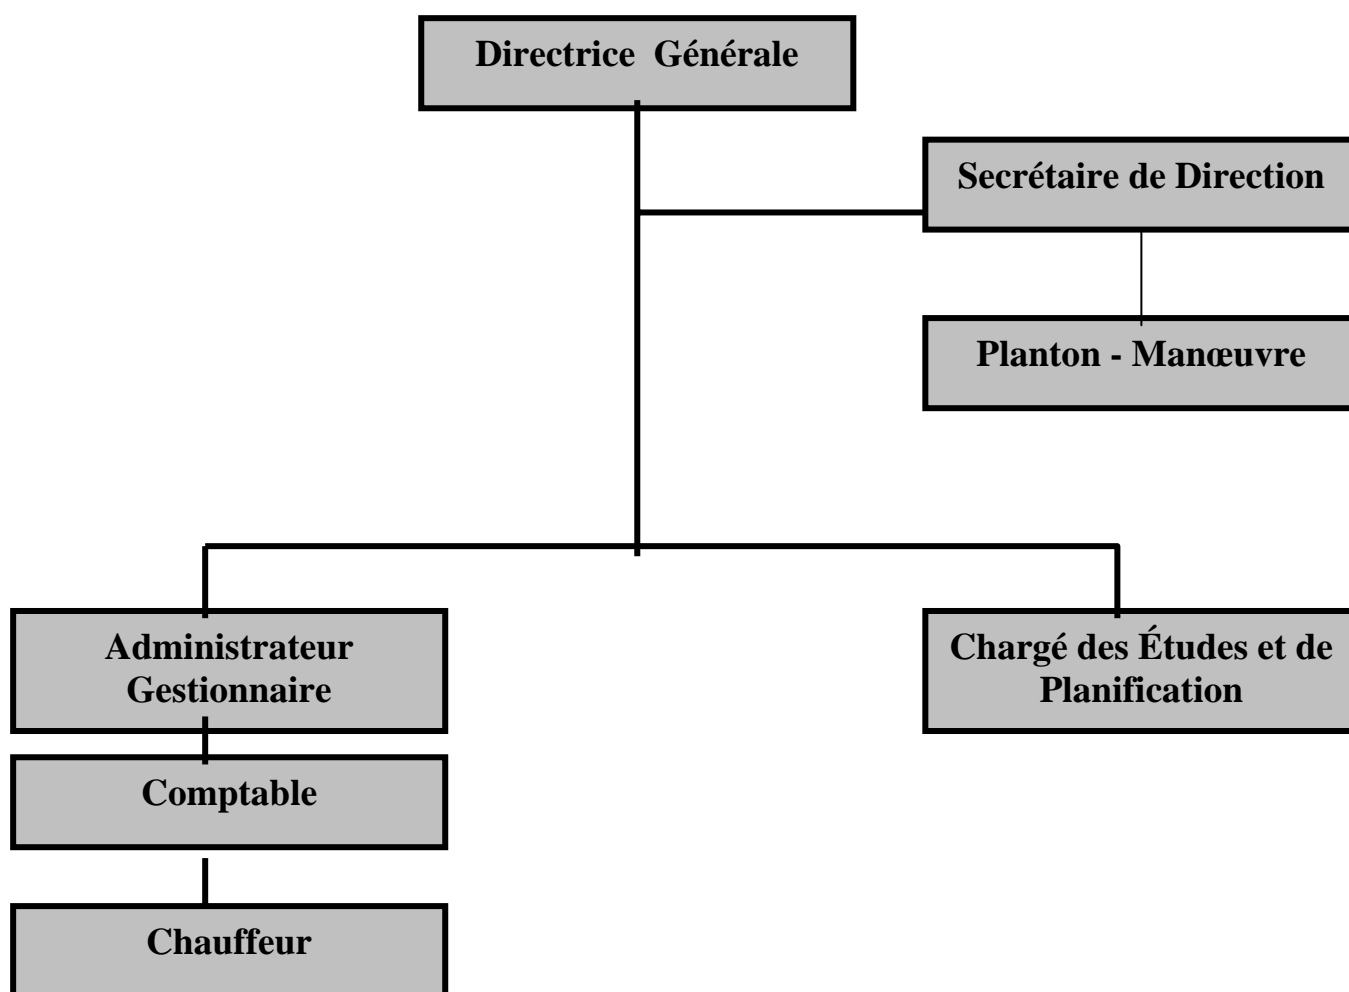 Directrice  Générale
Secrétaire de Direction
Planton - Manœuvre
Administrateur
Gestionnaire
Chargé des Études et de
Planification
Comptable
Chauffeur